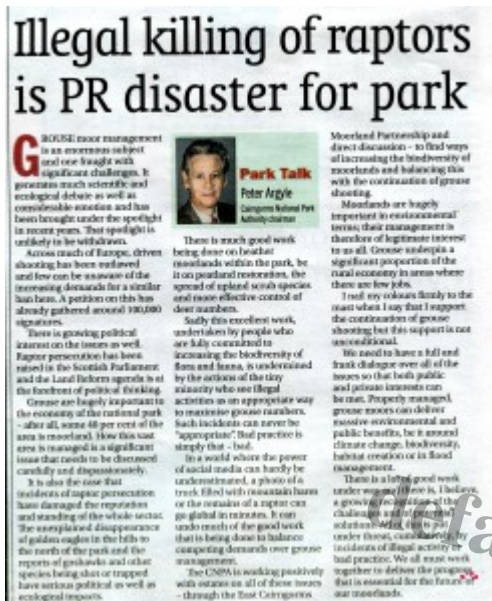 Illegal killing of raptors
is PR disaster for park
GROUSE moor management
is an enormous subject
and one fraught with
significant challenges. It
generates much scientific and
ecological debate as well as
considerable emotion and has
been brought under the spotlight
in recent years. That spotlight is
unlikely to be withdrawn.
Across much of Europe, driven
shooting has been outlawed
and few can be unaware of the
increasing demands for a similar
ban here. A petition on this has
already gathered around 100,000
signatures.
There is growing political
interest on the issues as well.
Raptor persecution has been
raised in the Scottish Parliament
and the Land Reform agenda is at
the forefront of political thinking.
Grouse are hugely important to
the economy of the national park
- after all, some 40 per cent of the
area is moorland. How this vast
area is managed is a significant
issue that needs to be discussed
carefully and dispassionately.
It is also the case that
incidents of raptor persecution
have damaged the reputation
and standing of the whole sector.
The unexplained disappearance
of golden eagles in the hills to
the north of the park and the
reports of goshawks and other
species being shot or trapped
have serious political as well as
ecological impacts.
Park Talk
Peter Argyle
Cairngorms National Park
Authority chairman
There is much good work
being done on heather
moorlands within the park, be
it on peatland restoration, the
spread of upland scrub species
and more effective control of
deer numbers.
Sadly this excellent work,
undertaken by people who
are fully committed to
increasing the biodiversity of
flora and fauna, is undermined
by the actions of the tiny
minority who see illegal
activities as an appropriate way
to maximise grouse numbers.
Such incidents can never be
"appropriate". Bad practice is
simply that - bad.
In a world where the power
of social media can hardly be
underestimated, a photo of a
truck filled with mountain hares
or the remains of a raptor can
go global in minutes. It can
undo much of the good work
that is being done to balance
competing demands over grouse
management.
The CNPA is working positively
with estates on all of these issues
- through the East Cairngorms
Moorland Partnership and
direct discussion - to find ways
of increasing the biodiversity of
moorlands and balancing this
with the continuation of grouse
shooting.
Moorlands are hugely
important in environmental
terms; their management is
therefore of legitimate interest
to us all. Grouse underpin a
significant proportion of the
rural economy in areas where
there are few jobs.
I nail my colours firmly to the
mast when I say that I support
the continuation of grouse
shooting but this support is not
unconditional.
We need to have a full and
frank dialogue over all of the
issues so that both public
and private interests can
be met. Properly managed,
grouse moors can deliver
massive environmental and
public benefits, be it around
climate change, biodiversity,
habitat creation or in flood
management.
There is a lot of good work
under way. There is, I believe,
a growing recognition of the
challenges and
solutions
under threat,
incidents of illegal activity or
bad practice. We all must work
together to deliver the progress
that is essential for the future of
our moorlands.
defa